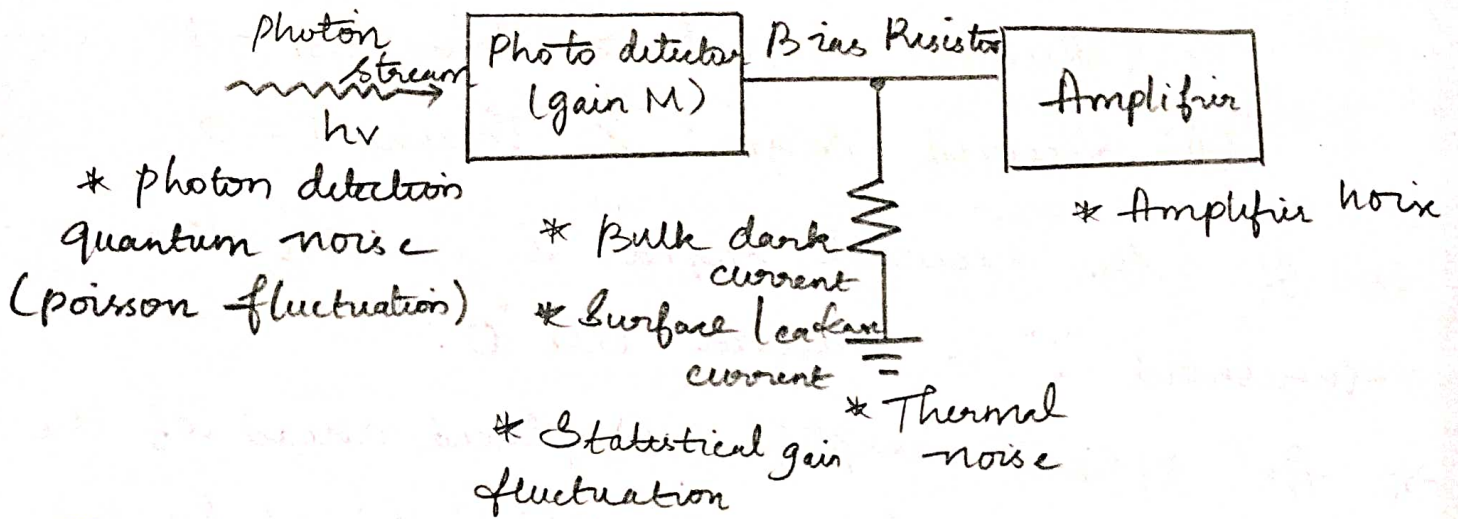 Photon
Stream
hv
Photo detector
(gain M)
Bias Resistor
Amplifier
* photon detection
quantum noise
(poisson fluctuation)
* Bulk dark
current
* Surface leakage
current
* Statistical gain
fluctuation
* Thermal
noise
* Amplifier noise